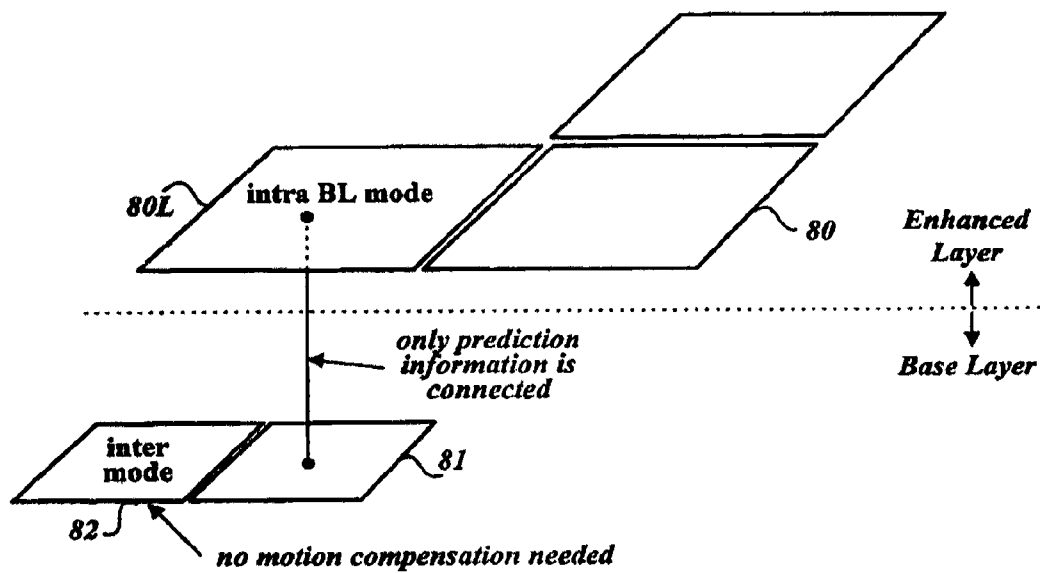 80L
intra BL mode
80
Enhanced
Layer
only prediction
information is
connected
Base Layer
inter
mode
81
82
no motion compensation needed